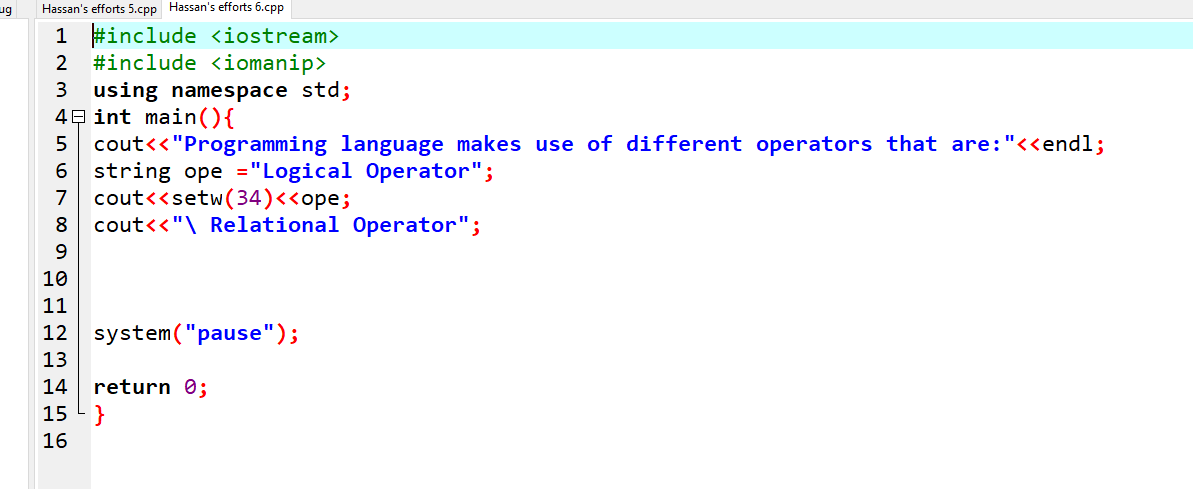 ug Hassan's efforts 5.cpp Hassan's efforts 6.cpp
1 #include <iostream>
2 #include <iomanip>
3 using namespace std;
4 int main(){
5 cout<<"Programming language makes use of different operators that are:"<<endl;
6 string ope ="Logical Operator";
7 cout<<setw(34)<<ope;
8 cout<<"\ Relational Operator";
9
10
11
12 system("pause");
13
14 return 0;
15 }
16